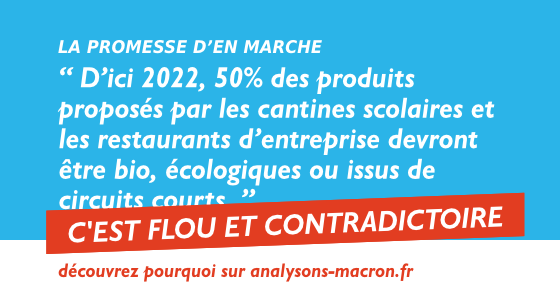 LA PROMESSE D’EN MARCHE
“ D’ici 2022, 50% des produits
proposés par les cantines scolaires et
les restaurants d’entreprise devront
être bio, écologiques ou issus de
circuits courts. ”
C'EST FLOU ET CONTRADICTOIRE
découvrez pourquoi sur analysons-macron.fr